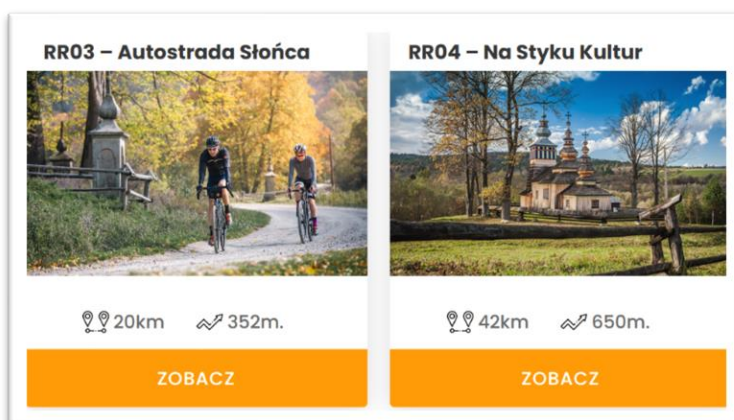 RR03 – Autostrada Słońca
20km 352m.
ZOBACZ
RR04 – Na Styku Kultur
42km 650m.
ZOBACZ